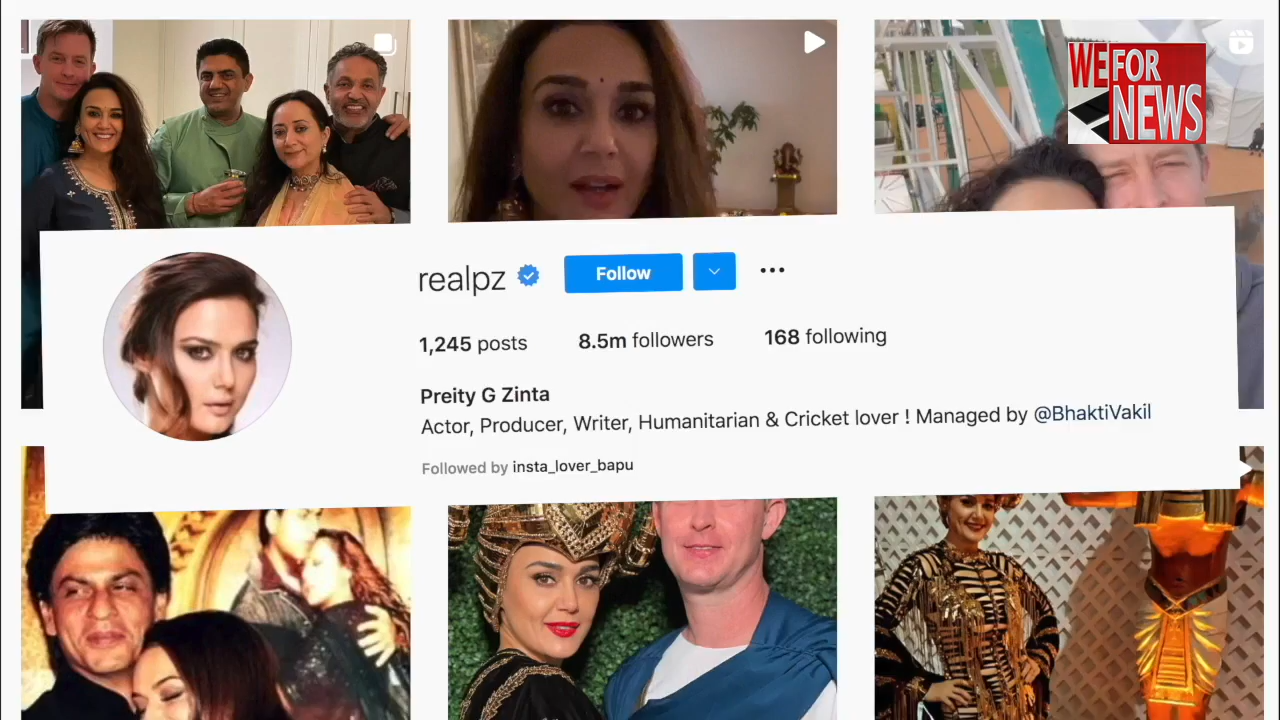 WE FOR
NEWS
realpz
Follow
1,245 posts 8.5m followers 168 following
Preity G Zinta
Actor, Producer, Writer, Humanitarian & Cricket lover ! Managed by @BhaktiVakil
Followed by insta_lover_bapu